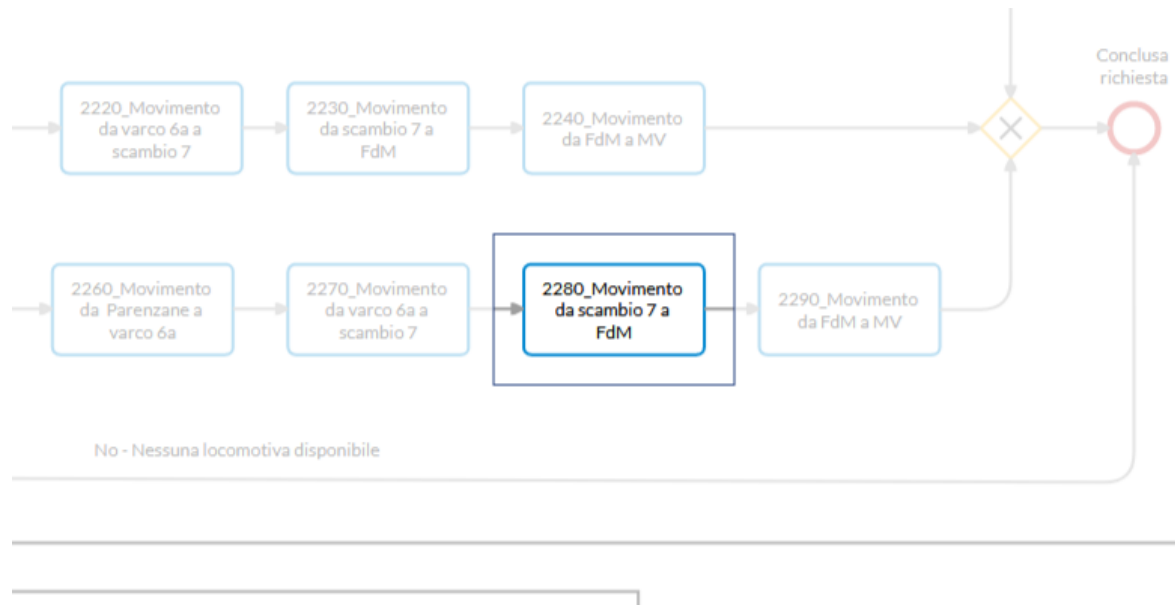 Conclusa
richiesta
2220_Movimento
da varco 6a a
scambio 7
2230_Movimento
da scambio 7 a
FdM
2240_Movimento
da FdM a MV
2260_Movimento
da Parenzane a
varco 6a
2270_Movimento
da varco 6a a
scambio 7
2280_Movimento
da scambio 7 a
FdM
2290_Movimento
da FdM a MV
No - Nessuna locomotiva disponibile